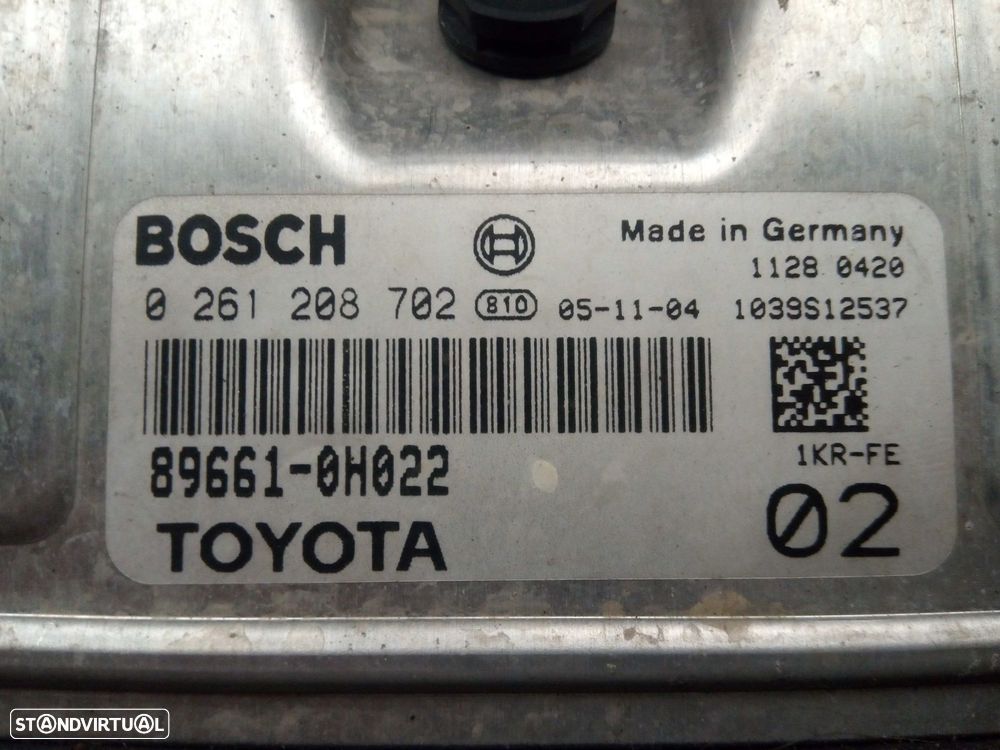 BOSCH
Made in Germany
1128 0420
0 261 208 702 810 05-11-04 1039S12537
89661-0H022
1KR-FE
TOYOTA
02
STANDVIRTUAL